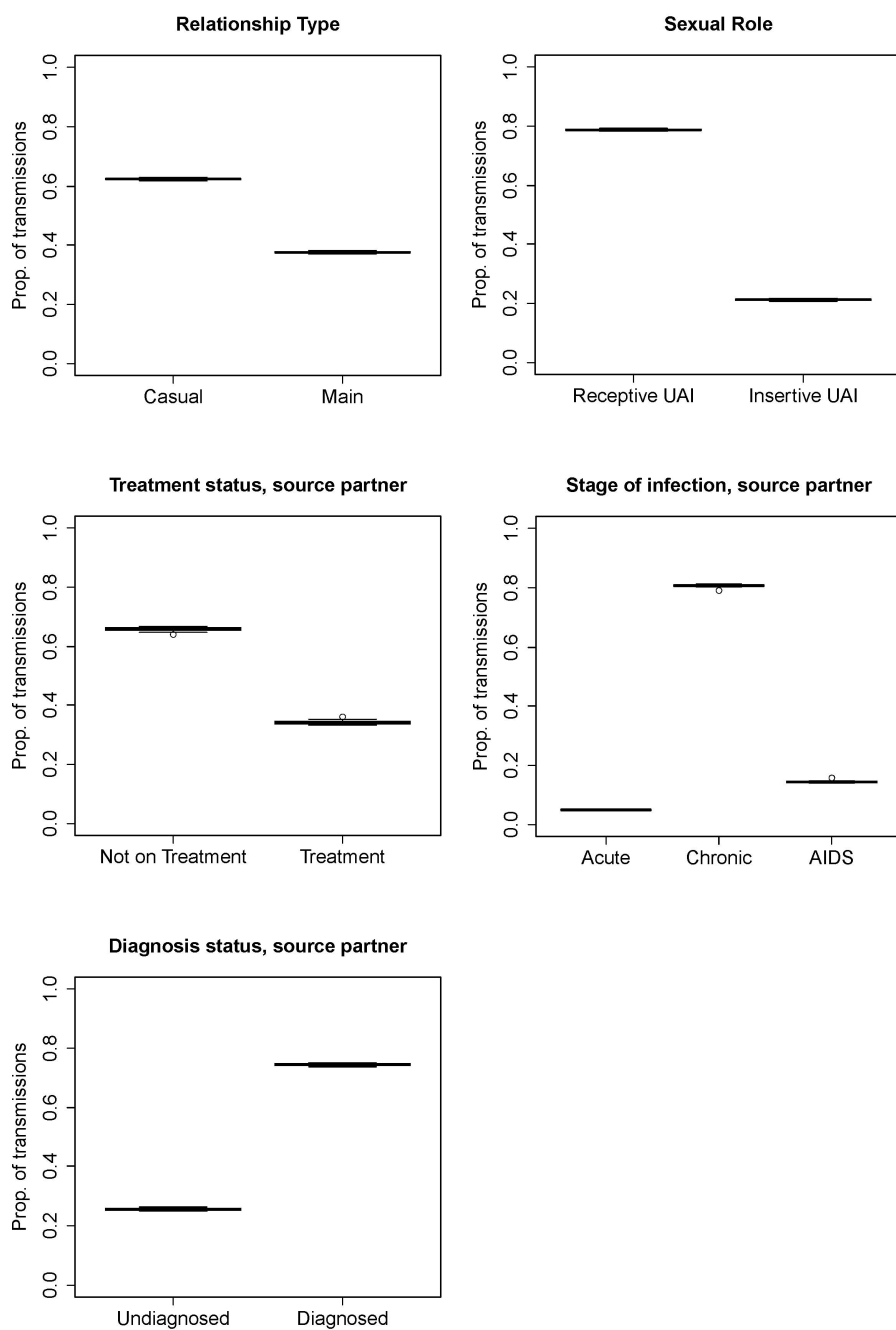 Relationship Type
Prop. of transmissions
0.0 0.2 0.4 0.6 0.8 1.0
Casual Main
Sexual Role
Prop. of transmissions
0.0 0.2 0.4 0.6 0.8 1.0
Receptive UAI Insertive UAI
Treatment status, source partner
Prop. of transmissions
0.0 0.2 0.4 0.6 0.8 1.0
Not on Treatment Treatment
Stage of infection, source partner
Prop. of transmissions
0.0 0.2 0.4 0.6 0.8 1.0
Acute Chronic AIDS
Diagnosis status, source partner
Prop. of transmissions
0.0 0.2 0.4 0.6 0.8 1.0
Undiagnosed Diagnosed